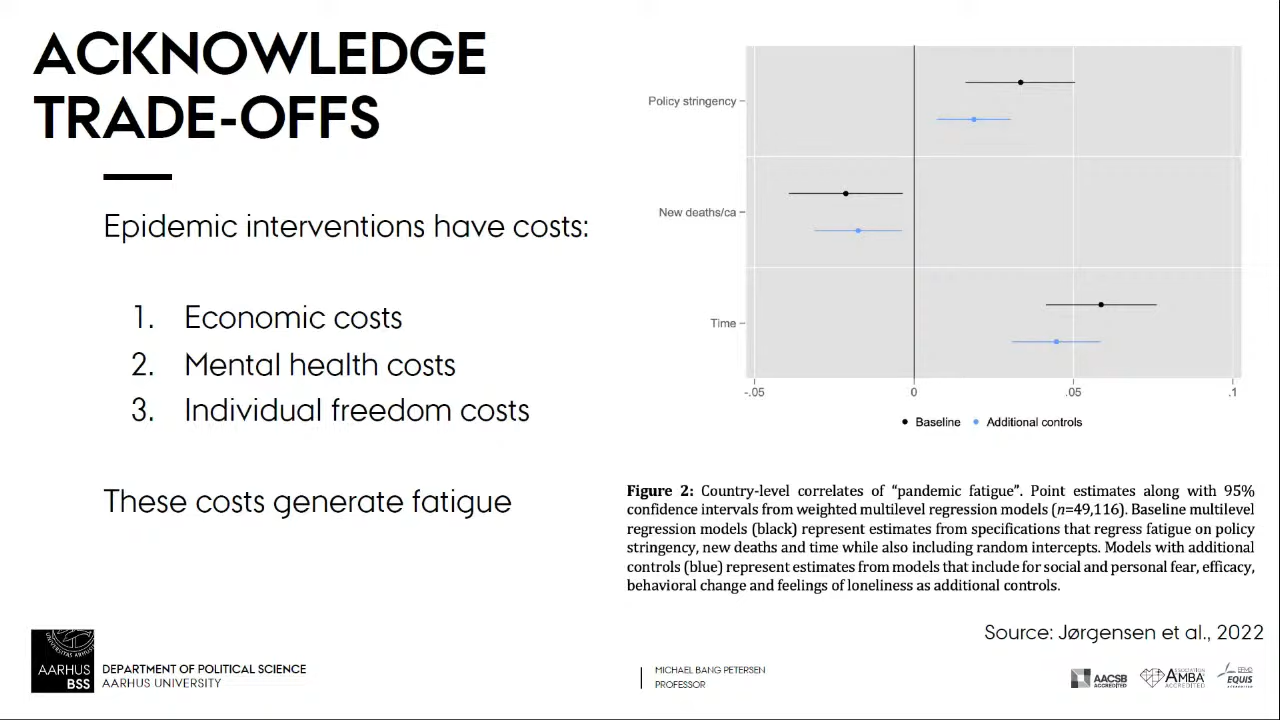 ACKNOWLEDGE
TRADE-OFFS
Epidemic interventions have costs:
1. Economic costs
2. Mental health costs
3. Individual freedom costs
These costs generate fatigue
Policy stringency
New deaths/ca
Time
-.05 0 .05 .1
Baseline Additional controls
Figure 2: Country-level correlates of “pandemic fatigue”. Point estimates along with 95%
confidence intervals from weighted multilevel regression models (n=49,116). Baseline multilevel
regression models (black) represent estimates from specifications that regress fatigue on policy
stringency, new deaths and time while also including random intercepts. Models with additional
controls (blue) represent estimates from models that include for social and personal fear, efficacy,
behavioral change and feelings of loneliness as additional controls.
Source: Jørgensen et al., 2022
AARHUS
BSS
DEPARTMENT OF POLITICAL SCIENCE
AARHUS UNIVERSITY
MICHAEL BANG PETERSEN
PROFESSOR
AACSB
ACCREDITED
ASSOCIATION
AMBA
ACCREDITED
EFMD
EQUIS
ACCREDITED